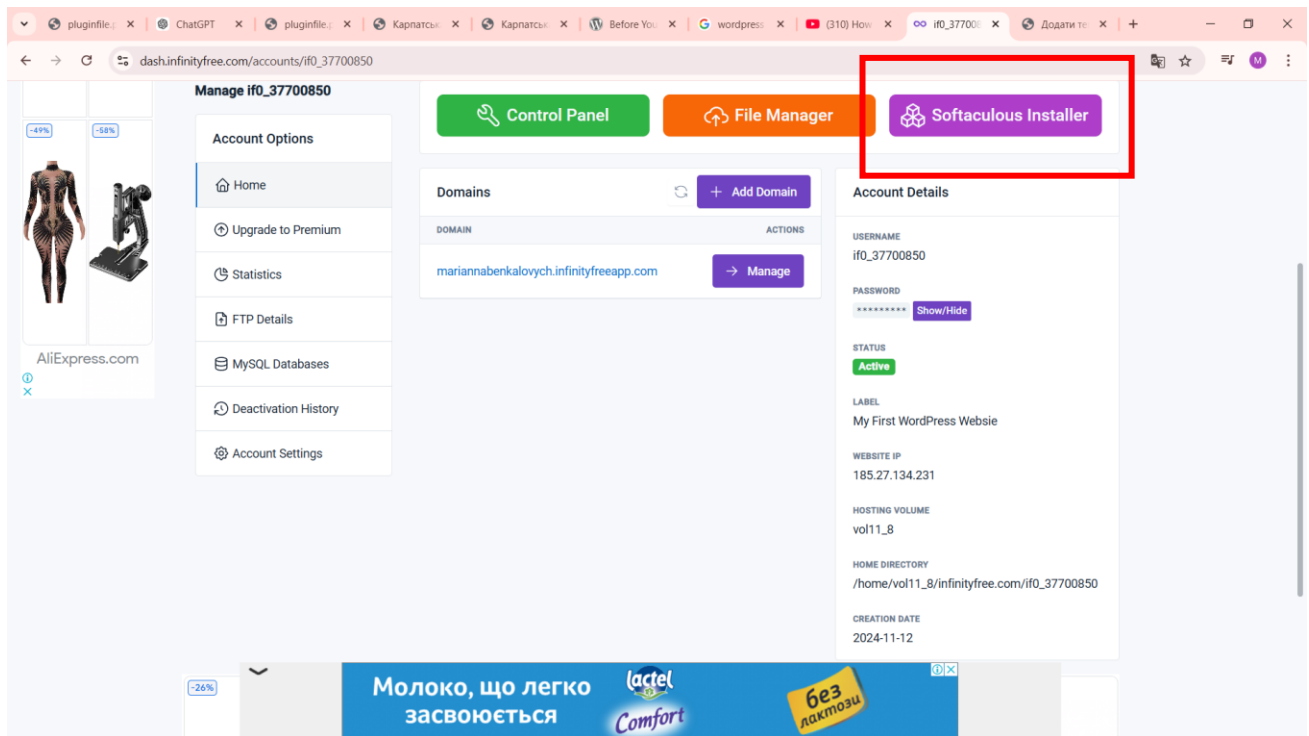 pluginfile.p
ChatGPT
pluginfile.p
Карпатськ
Карпатськ
Before You
wordpress
(310) How
if0_37700
Додати те
dash.infinityfree.com/accounts/if0_37700850
M
Manage if0_37700850
Control Panel
File Manager
Softaculous Installer
-49%
-58%
AliExpress.com
Account Options
Home
Upgrade to Premium
Statistics
FTP Details
MySQL Databases
Deactivation History
Account Settings
Domains
Add Domain
DOMAIN ACTIONS
mariannabenkalovych.infinityfreeapp.com
Manage
Account Details
USERNAME
if0_37700850
PASSWORD
********* Show/Hide
STATUS
Active
LABEL
My First WordPress Websie
WEBSITE IP
185.27.134.231
HOSTING VOLUME
vol11_8
HOME DIRECTORY
/home/vol11_8/infinityfree.com/if0_37700850
CREATION DATE
2024-11-12
-26%
Молоко, що легко
засвоюється
lactel
Comfort
без
лактози